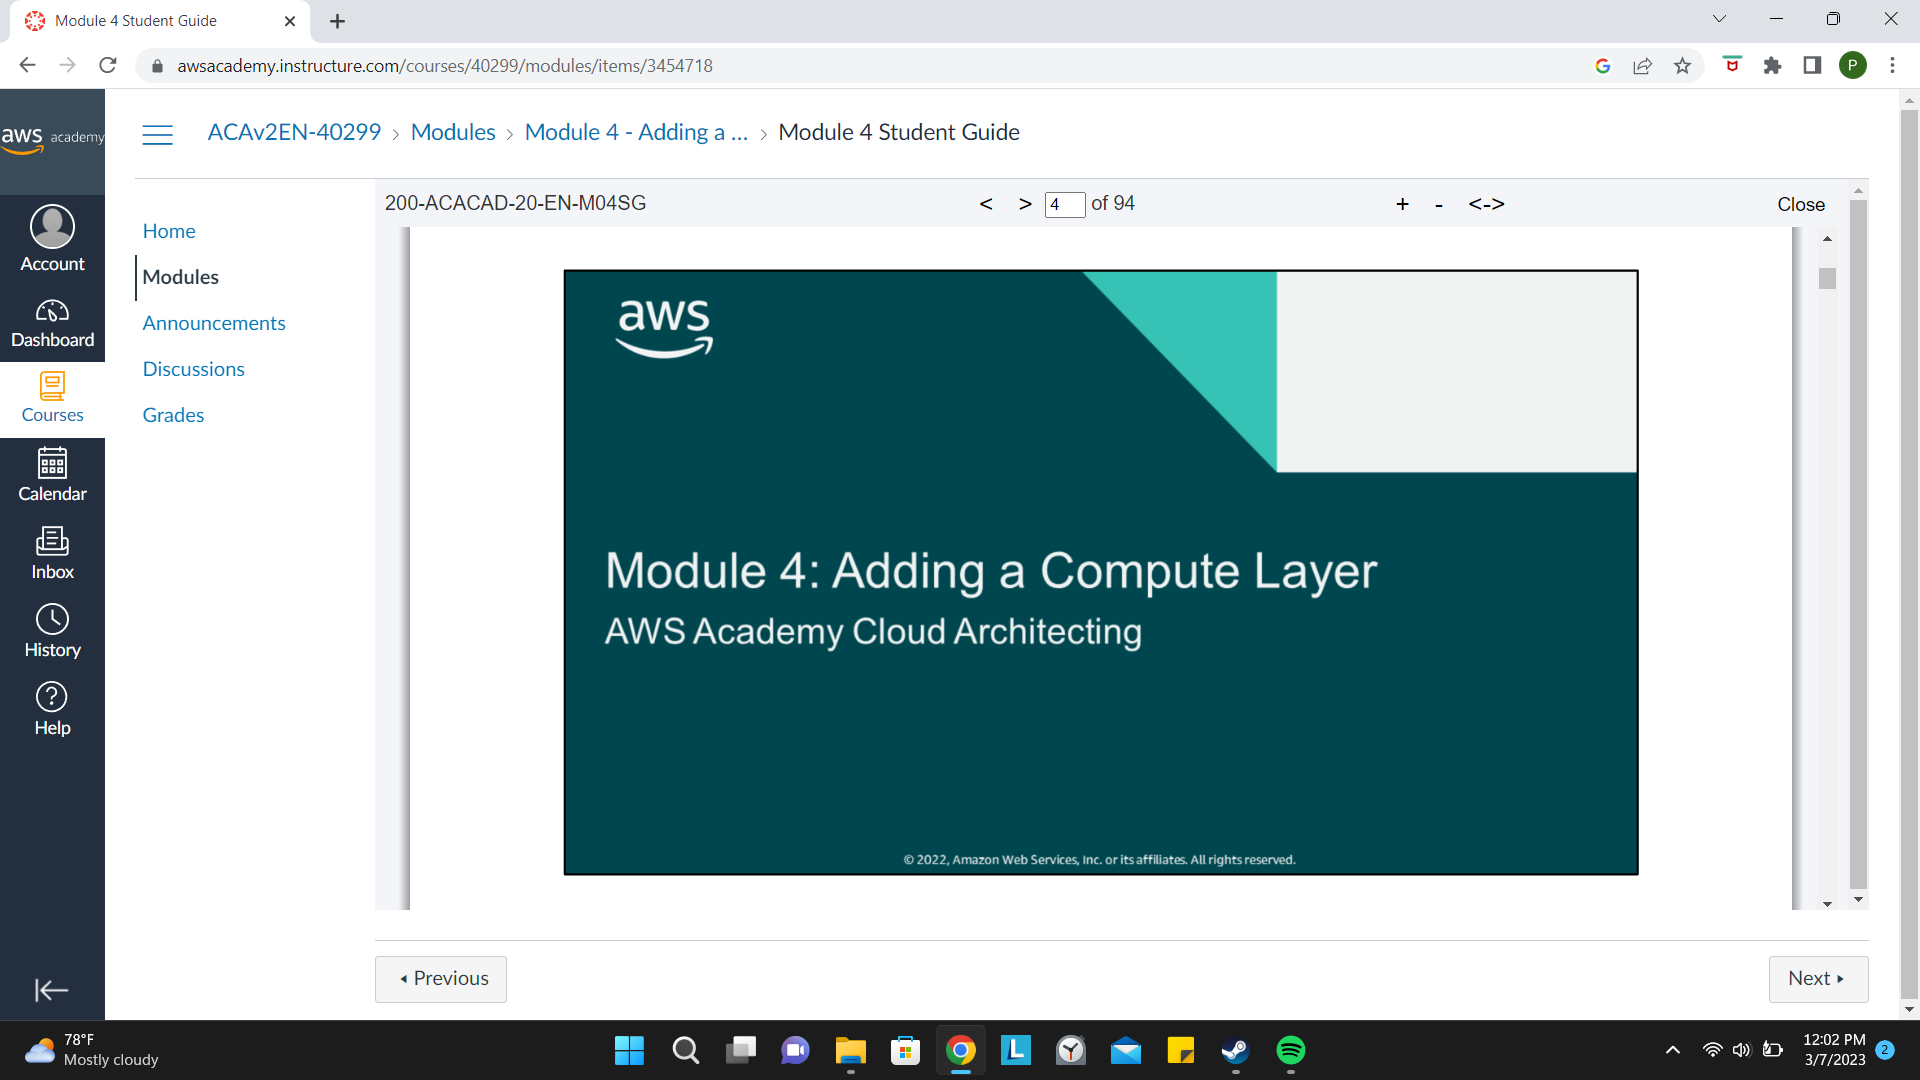 Module 4 Student Guide
awsacademy.instructure.com/courses/40299/modules/items/3454718
P
aws academy
ACAv2EN-40299 > Modules > Module 4 - Adding a ... > Module 4 Student Guide
Account
Dashboard
Courses
Calendar
Inbox
History
Help
Home
Modules
Announcements
Discussions
Grades
200-ACACAD-20-EN-M04SG
< > 4 of 94
+ - <->
Close
aws
Module 4: Adding a Compute Layer
AWS Academy Cloud Architecting
© 2022, Amazon Web Services, Inc. or its affiliates. All rights reserved.
Previous
Next
78°F
Mostly cloudy
L
12:02 PM
3/7/2023
2